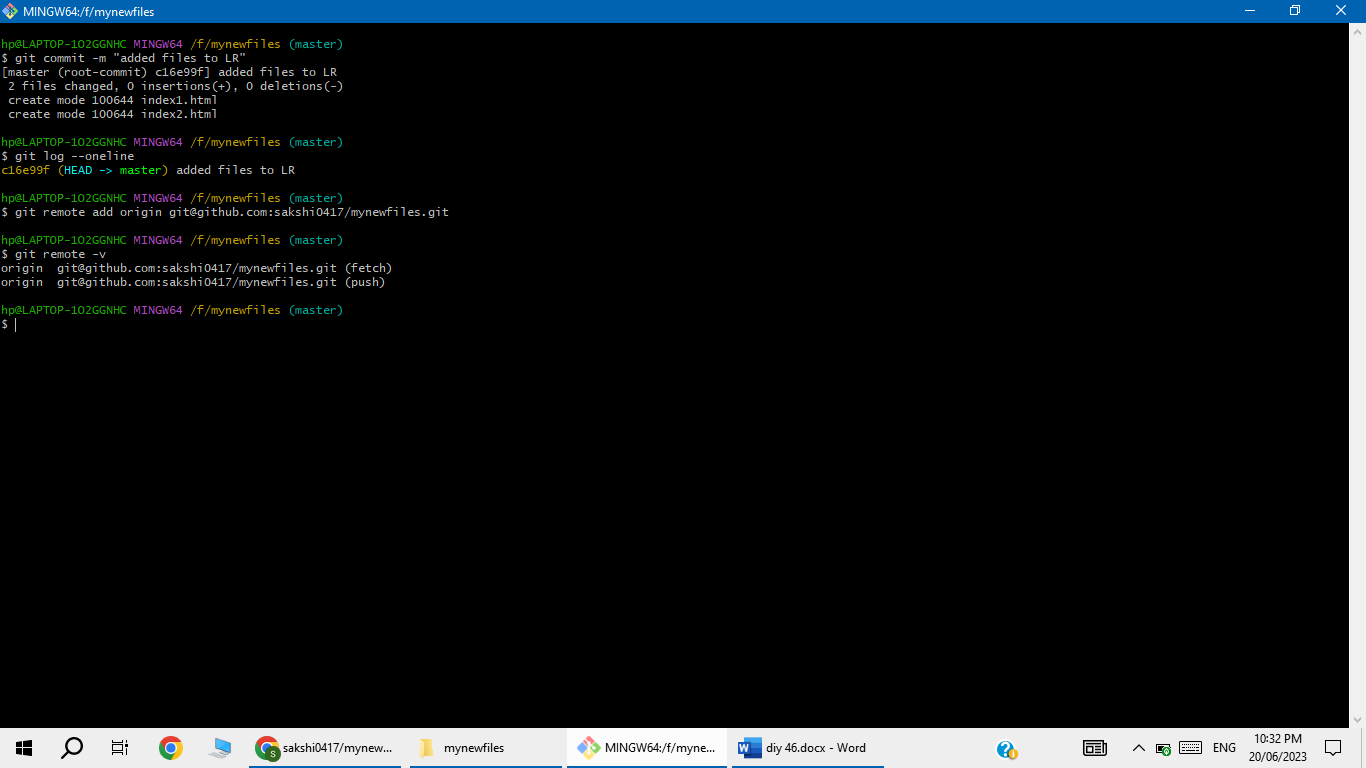 MINGW64:/f/mynewfiles
hp@LAPTOP-1O2GGNHC MINGW64 /f/mynewfiles (master)
$ git commit -m "added files to LR"
[master (root-commit) c16e99f] added files to LR
 2 files changed, 0 insertions(+), 0 deletions(-)
 create mode 100644 index1.html
 create mode 100644 index2.html
hp@LAPTOP-1O2GGNHC MINGW64 /f/mynewfiles (master)
$ git log --oneline
c16e99f (HEAD -> master) added files to LR
hp@LAPTOP-1O2GGNHC MINGW64 /f/mynewfiles (master)
$ git remote add origin git@github.com:sakshi0417/mynewfiles.git
hp@LAPTOP-1O2GGNHC MINGW64 /f/mynewfiles (master)
$ git remote -v
origin  git@github.com:sakshi0417/mynewfiles.git (fetch)
origin  git@github.com:sakshi0417/mynewfiles.git (push)
hp@LAPTOP-1O2GGNHC MINGW64 /f/mynewfiles (master)
$
S sakshi0417/mynew... mynewfiles MINGW64:/f/myne... W diy 46.docx - Word ENG 10:32 PM
20/06/2023